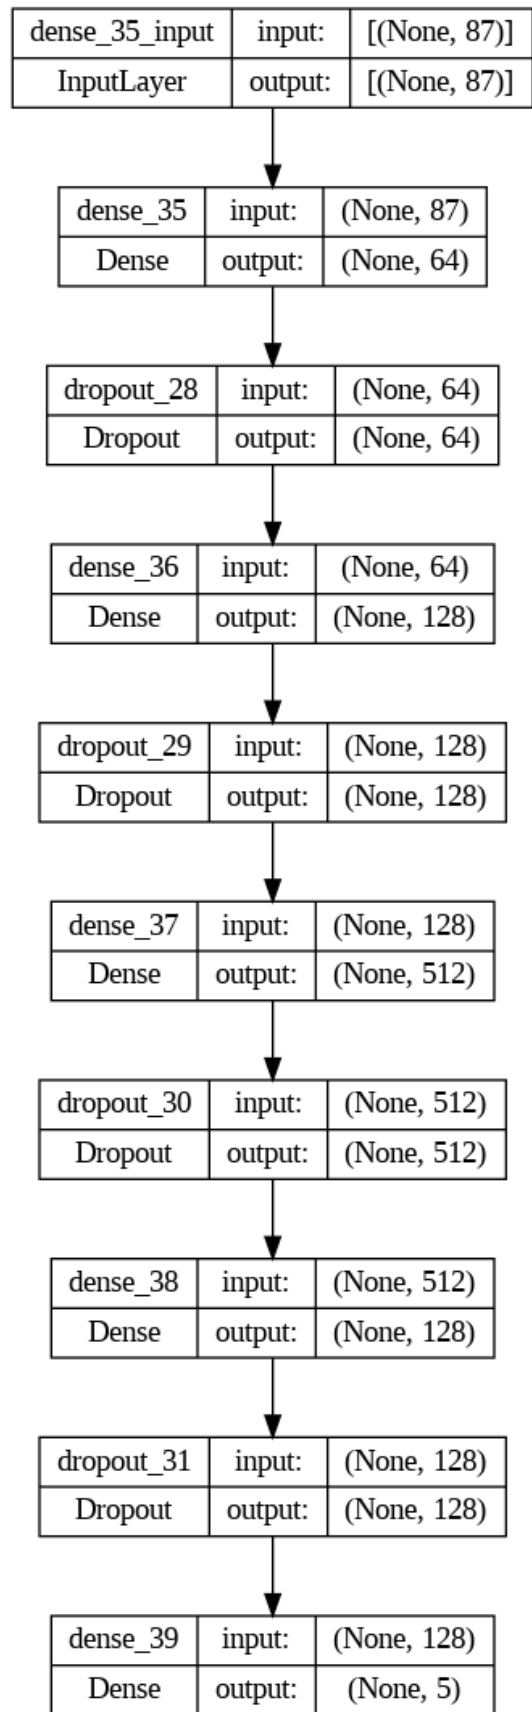 dense_35_input input: [(None, 87)]
InputLayer output: [(None, 87)]
dense_35 input: (None, 87)
Dense output: (None, 64)
dropout_28 input: (None, 64)
Dropout output: (None, 64)
dense_36 input: (None, 64)
Dense output: (None, 128)
dropout_29 input: (None, 128)
Dropout output: (None, 128)
dense_37 input: (None, 128)
Dense output: (None, 512)
dropout_30 input: (None, 512)
Dropout output: (None, 512)
dense_38 input: (None, 512)
Dense output: (None, 128)
dropout_31 input: (None, 128)
Dropout output: (None, 128)
dense_39 input: (None, 128)
Dense output: (None, 5)